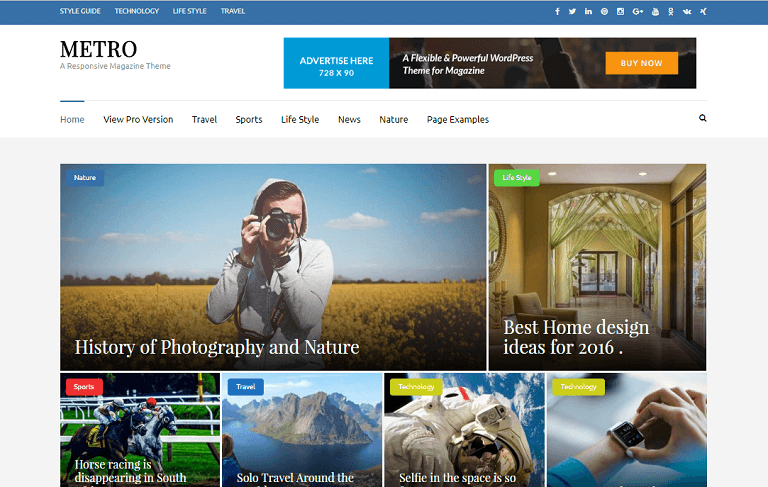 STYLE GUIDE TECHNOLOGY LIFE STYLE TRAVEL
METRO
A Responsive Magazine Theme
ADVERTISE HERE
728 X 90
A Flexible & Powerful WordPress
Theme for Magazine
BUY NOW
Home View Pro Version Travel Sports Life Style News Nature Page Examples
Nature
History of Photography and Nature
Life Style
Best Home design
ideas for 2016 .
Sports
Horse racing is
disappearing in South
Travel
Solo Travel Around the
Technology
Selfie in the space is so
Technology